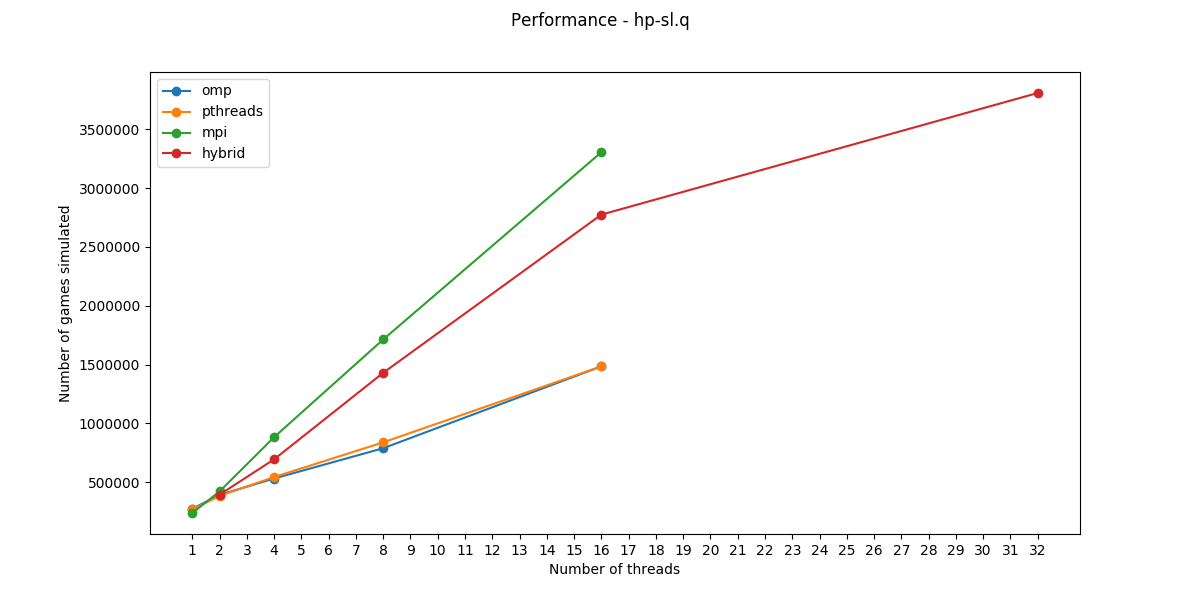 Performance - hp-sl.q
omp
pthreads
mpi
hybrid
3500000
3000000
2500000
2000000
1500000
1000000
500000
Number of games simulated
1 2 3 4 5 6 7 8 9 10 11 12 13 14 15 16 17 18 19 20 21 22 23 24 25 26 27 28 29 30 31 32
Number of threads